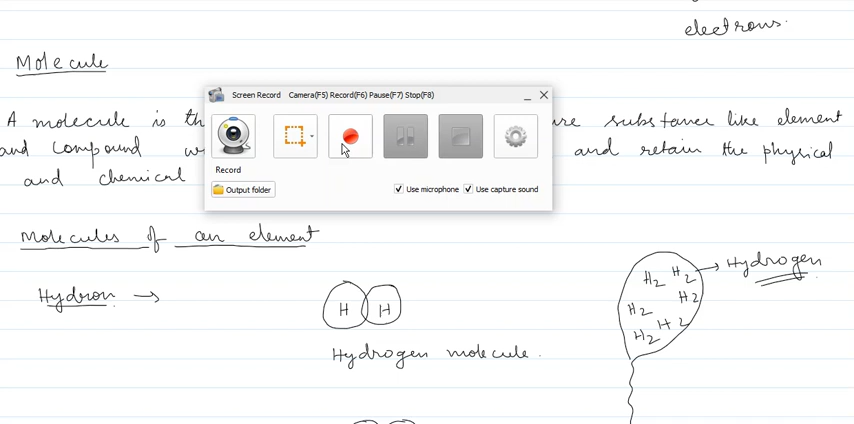 electrons.
Molecule
Screen Record Camera(F5) Record(F6) Pause(F7) Stop(F8)
A molecule is th
ure substance like element
and compound w
and retain the physical
and chemical
Record
Output folder
Use microphone
Use capture sound
Molecules of an element
Hydron →
H H
Hydrogen molecule.
H2 H2
H2
H2
H2
H2
→ Hydrogen